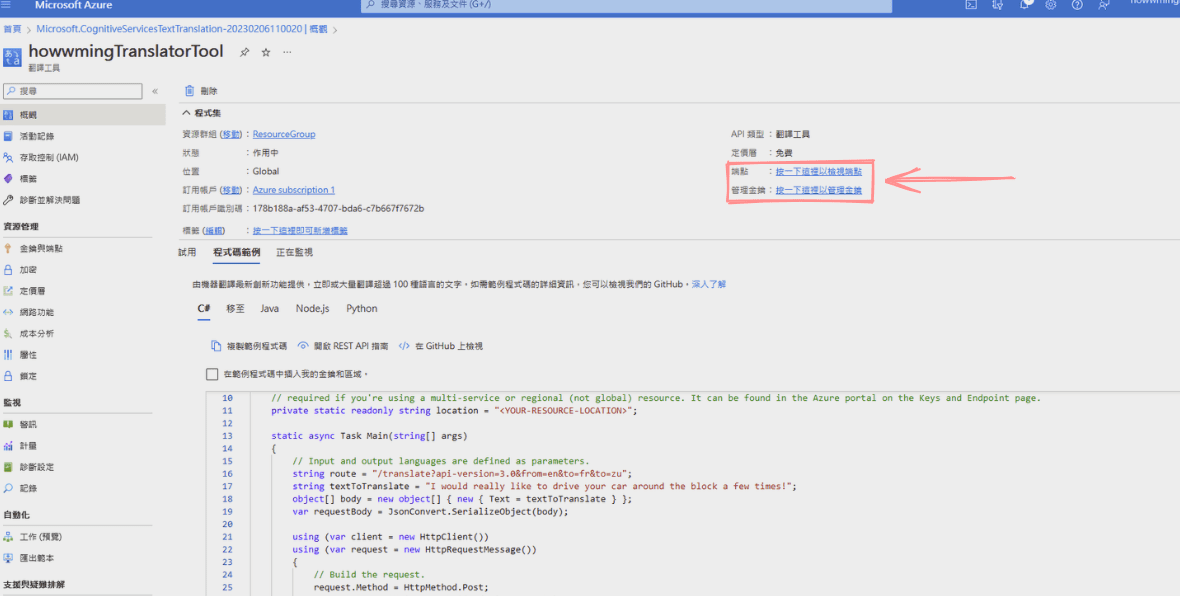 Microsoft Azure
搜尋資源、服務及文件 (G+/)
howwming
首頁 > Microsoft.CognitiveServicesTextTranslation-20230206110020 | 概觀 >
howwmingTranslatorTool
翻譯工具
搜尋
概觀
活動記錄
存取控制 (IAM)
標籤
診斷並解決問題
資源管理
金鑰與端點
加密
定價層
網路功能
成本分析
屬性
鎖定
監視
警訊
計量
診斷設定
記錄
自動化
工作 (預覽)
匯出範本
支援與疑難排解
刪除
程式集
資源群組 (移動) : ResourceGroup
狀態 : 作用中
位置 : Global
訂用帳戶 (移動) : Azure subscription 1
訂用帳戶識別碼 : 178b188a-af53-4707-bda6-c7b667f7672b
標籤 (編輯) : 按一下這裡即可新增標籤
API 類型 : 翻譯工具
定價層 : 免費
端點 : 按一下這裡以檢視端點
管理金鑰 : 按一下這裡以管理金鑰
試用 程式碼範例 正在監視
由機器翻譯最新創新功能提供，立即或大量翻譯超過 100 種語言的文字。如需範例程式碼的詳細資訊，您可以檢視我們的 GitHub。深入了解
C# 移至 Java Node.js Python
複製範例程式碼 開啟 REST API 指南 在 GitHub 上檢視
在範例程式碼中插入我的金鑰和區域。
10 // required if you're using a multi-service or regional (not global) resource. It can be found in the Azure portal on the Keys and Endpoint page.
11 private static readonly string location = "<YOUR-RESOURCE-LOCATION>";
12
13 static async Task Main(string[] args)
14 {
15 // Input and output languages are defined as parameters.
16 string route = "/translate?api-version=3.0&from=en&to=fr&to=zu";
17 string textToTranslate = "I would really like to drive your car around the block a few times!";
18 object[] body = new object[] { new { Text = textToTranslate } };
19 var requestBody = JsonConvert.SerializeObject(body);
20
21 using (var client = new HttpClient())
22 using (var request = new HttpRequestMessage())
23 {
24 // Build the request.
25 request.Method = HttpMethod.Post;